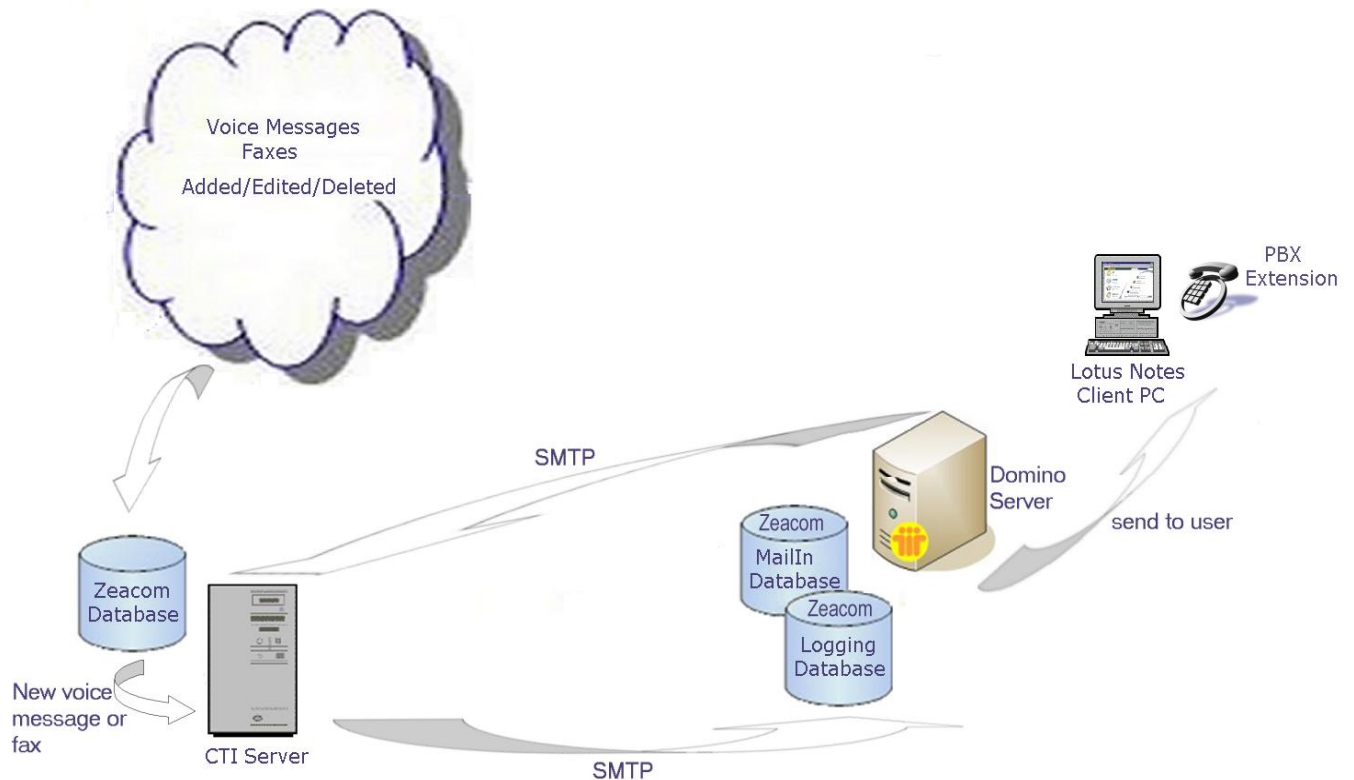 Voice Messages
Faxes
Added/Edited/Deleted
PBX
Extension
Lotus Notes
Client PC
SMTP
Domino
Server
send to user
Zeacom
MailIn
Database
Zeacom
Logging
Database
Zeacom
Database
New voice
message or
fax
CTI Server
SMTP